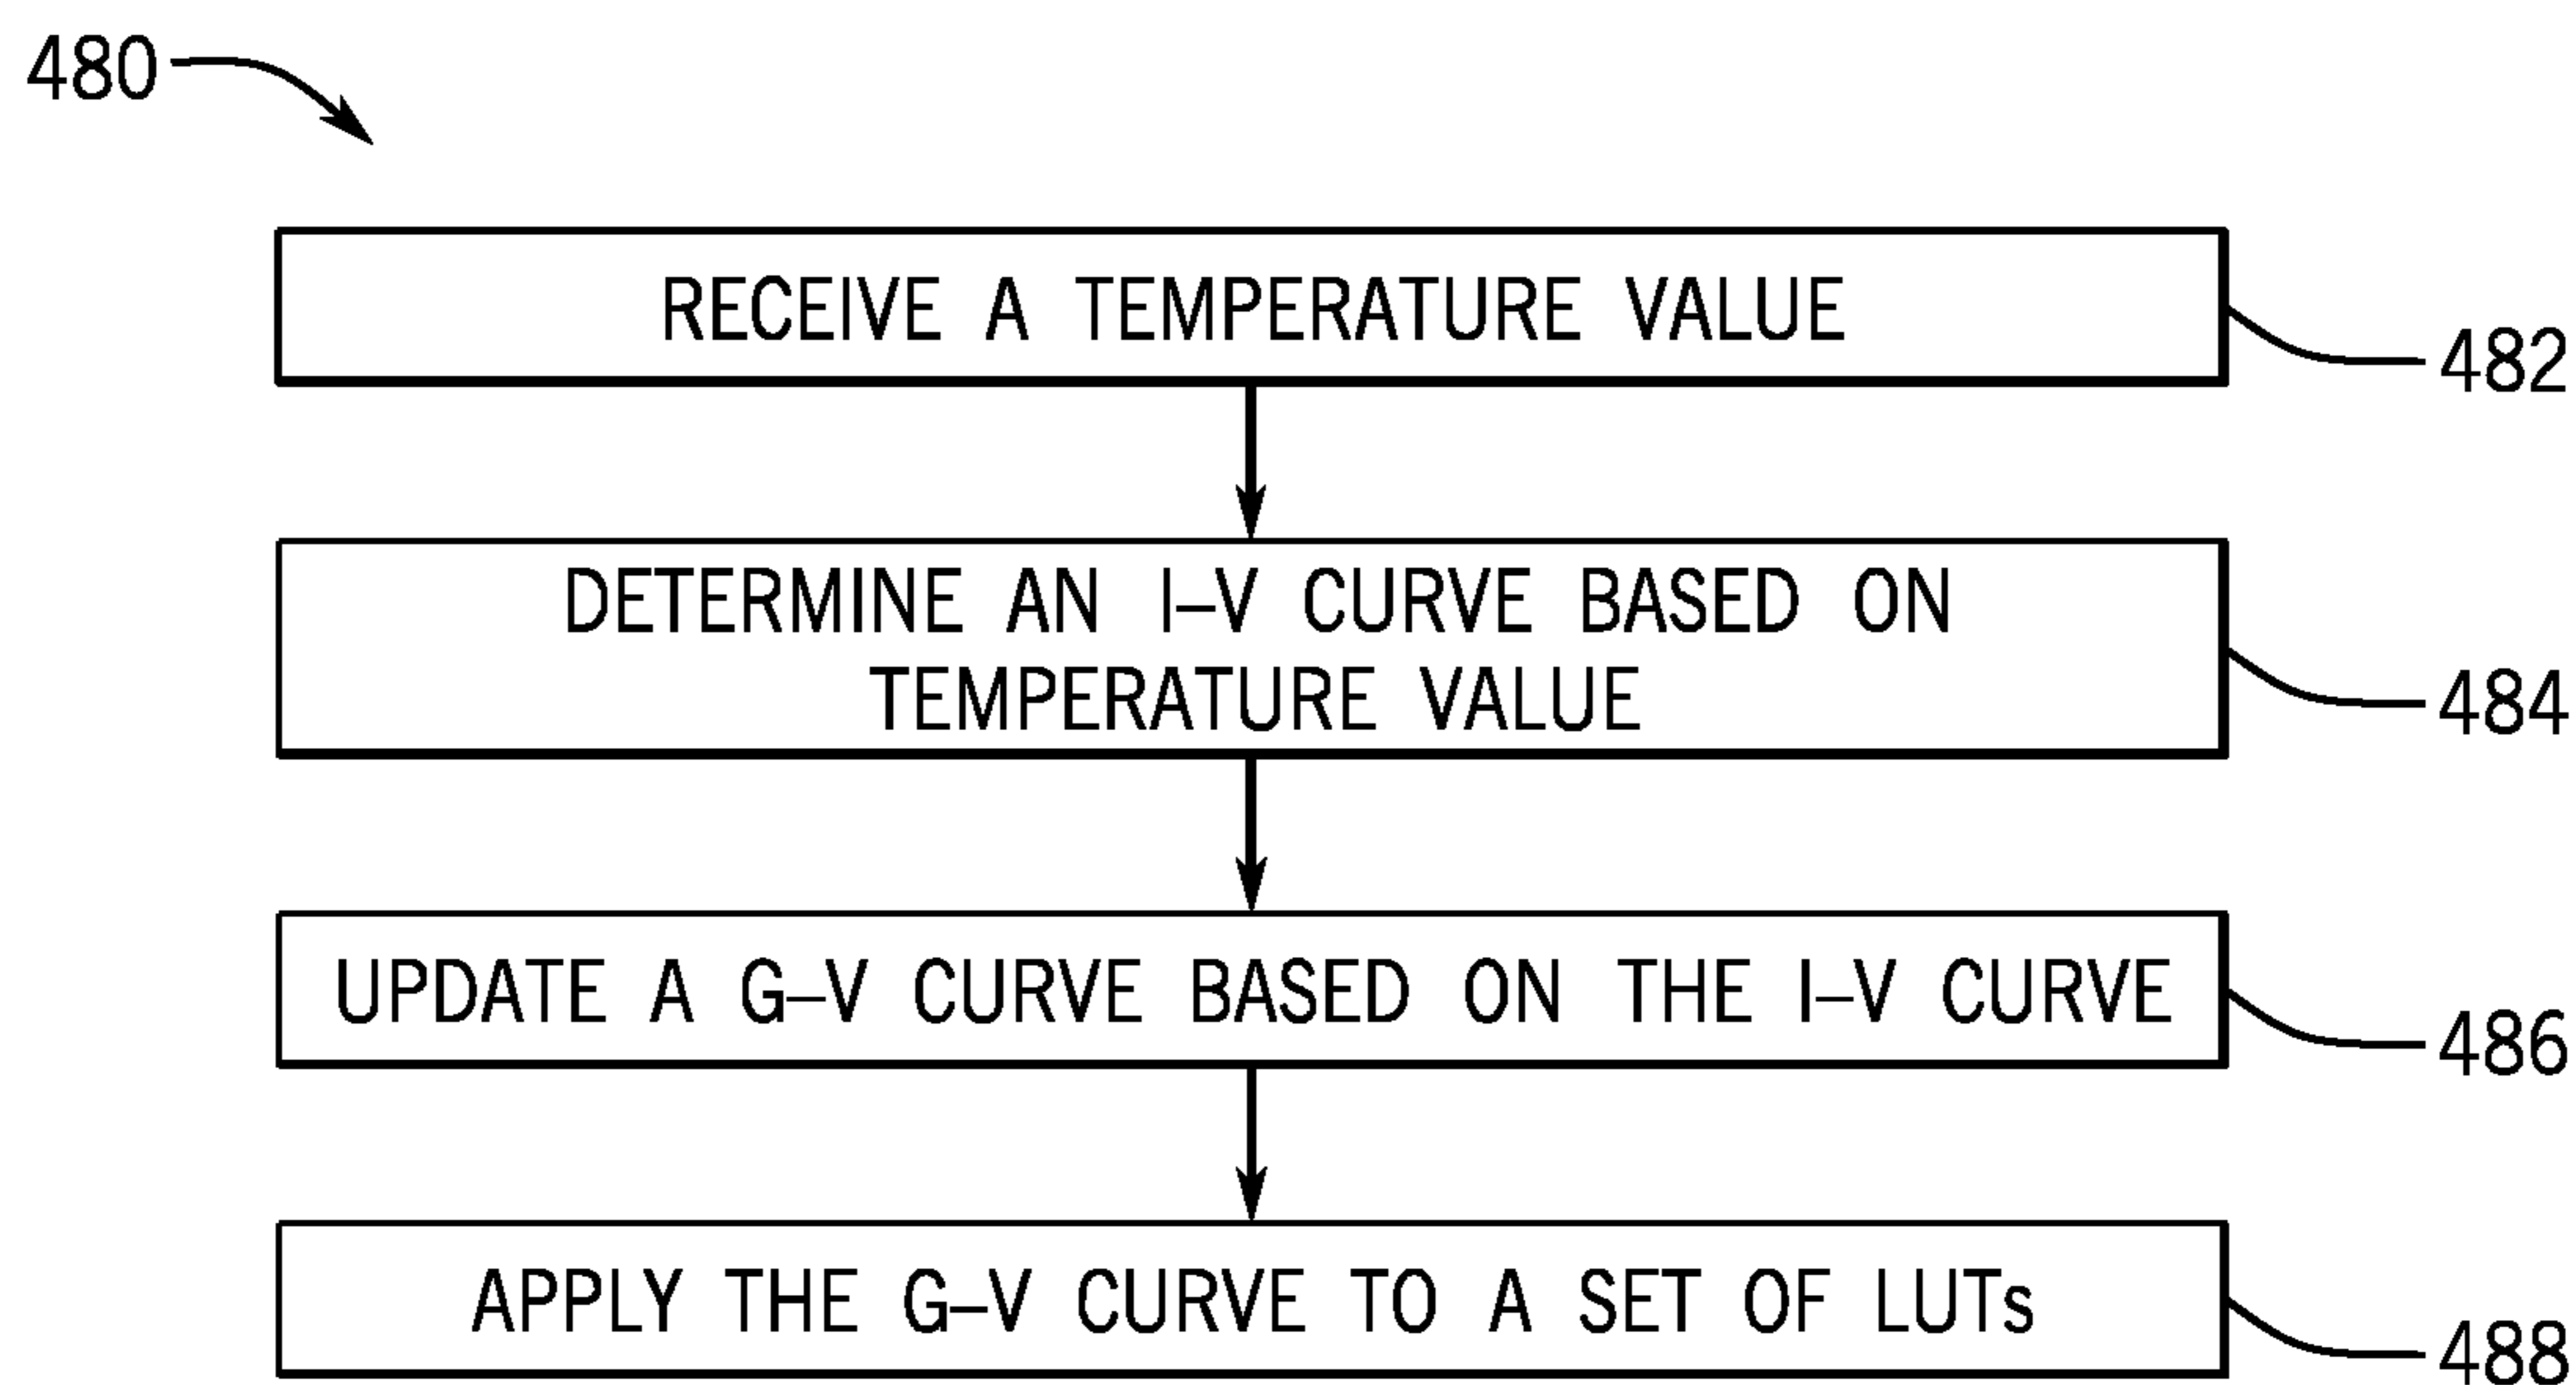 480
RECEIVE A TEMPERATURE VALUE
482
DETERMINE AN I–V CURVE BASED ON
TEMPERATURE VALUE
484
UPDATE A G–V CURVE BASED ON THE I–V CURVE
486
APPLY THE G–V CURVE TO A SET OF LUTs
488